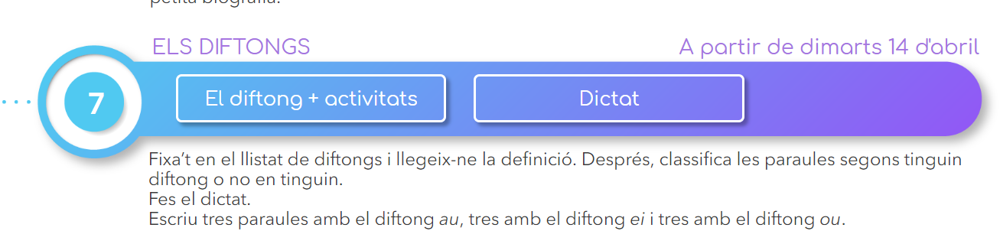 petita biografia.
ELS DIFTONGS
A partir de dimarts 14 d'abril
7
El diftong + activitats
Dictat
Fixa't en el llistat de diftongs i llegeix-ne la definició. Després, classifica les paraules segons tinguin
diftong o no en tinguin.
Fes el dictat.
Escriu tres paraules amb el diftong au, tres amb el diftong ei i tres amb el diftong ou.